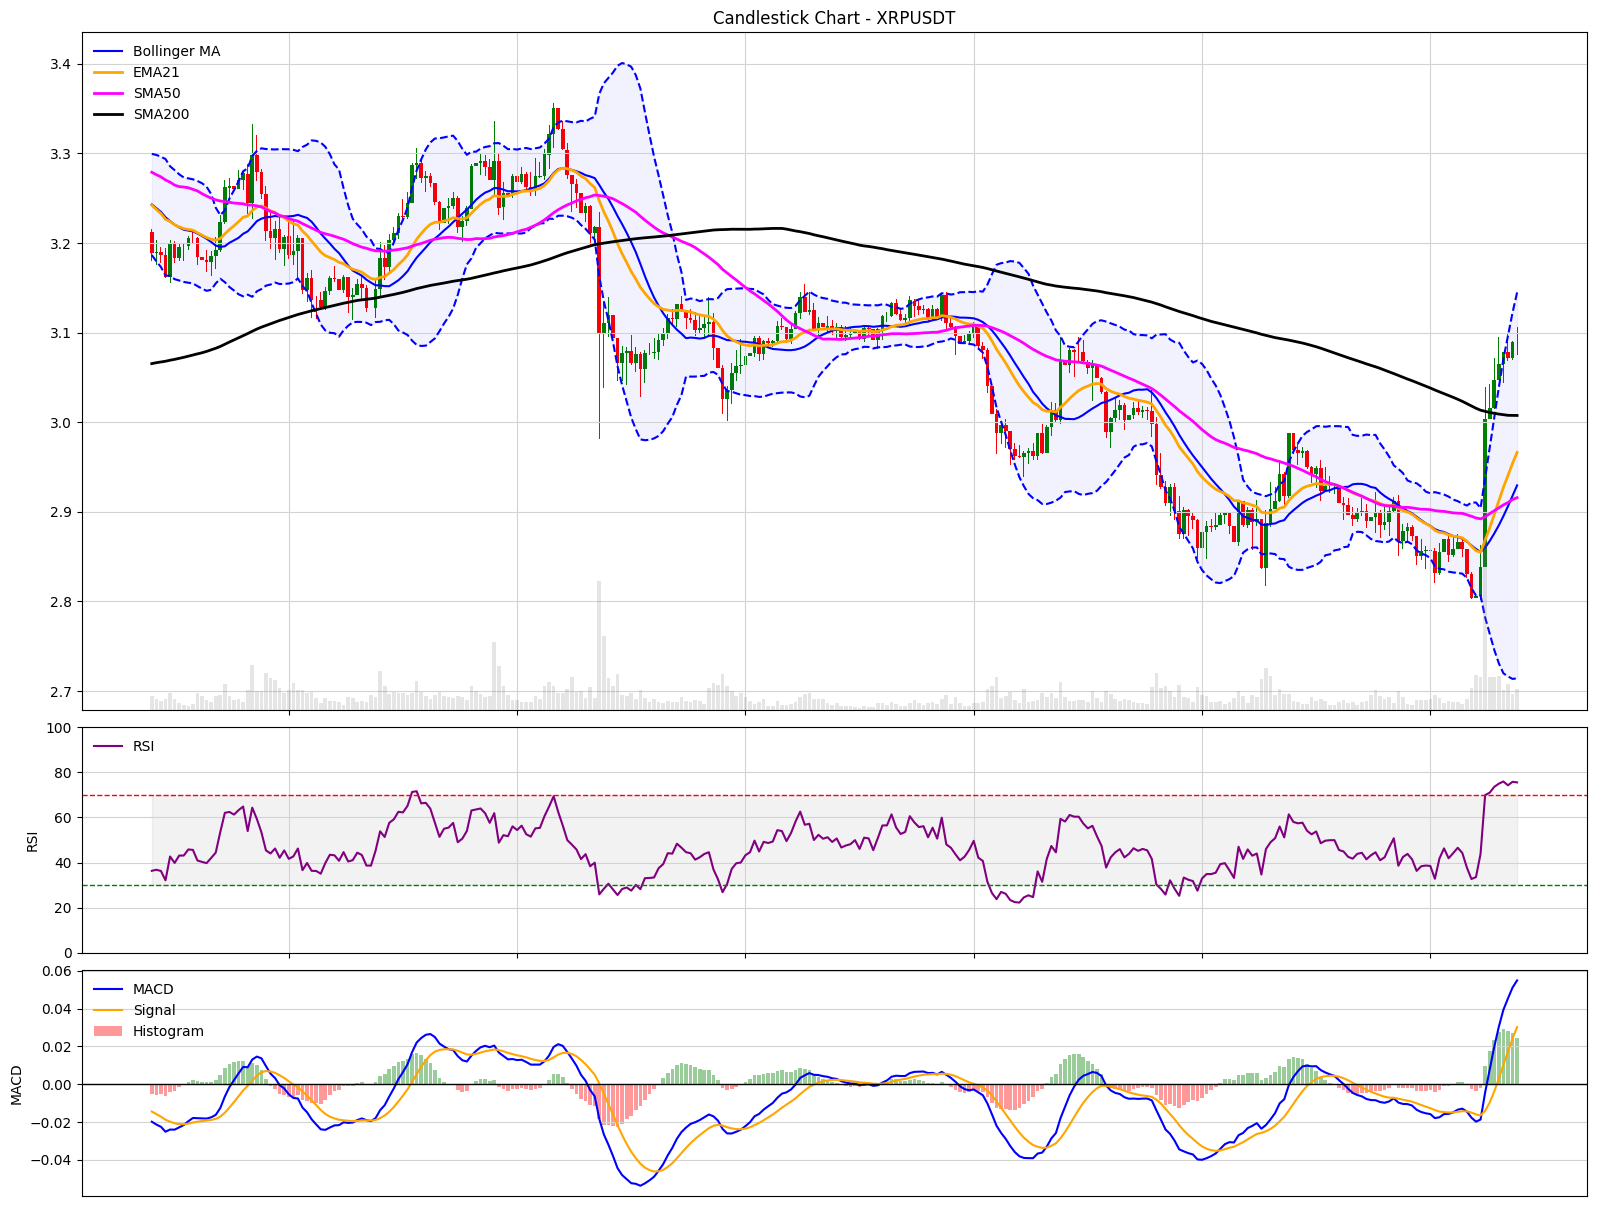 Candlestick Chart - XRPUSDT
Bollinger MA
EMA21
SMA50
SMA200
3.4
3.3
3.2
3.1
3.0
2.9
2.8
2.7
RSI
100
80
60
40
20
0
RSI
MACD
Signal
Histogram
0.06
0.04
0.02
0.00
−0.02
−0.04
MACD